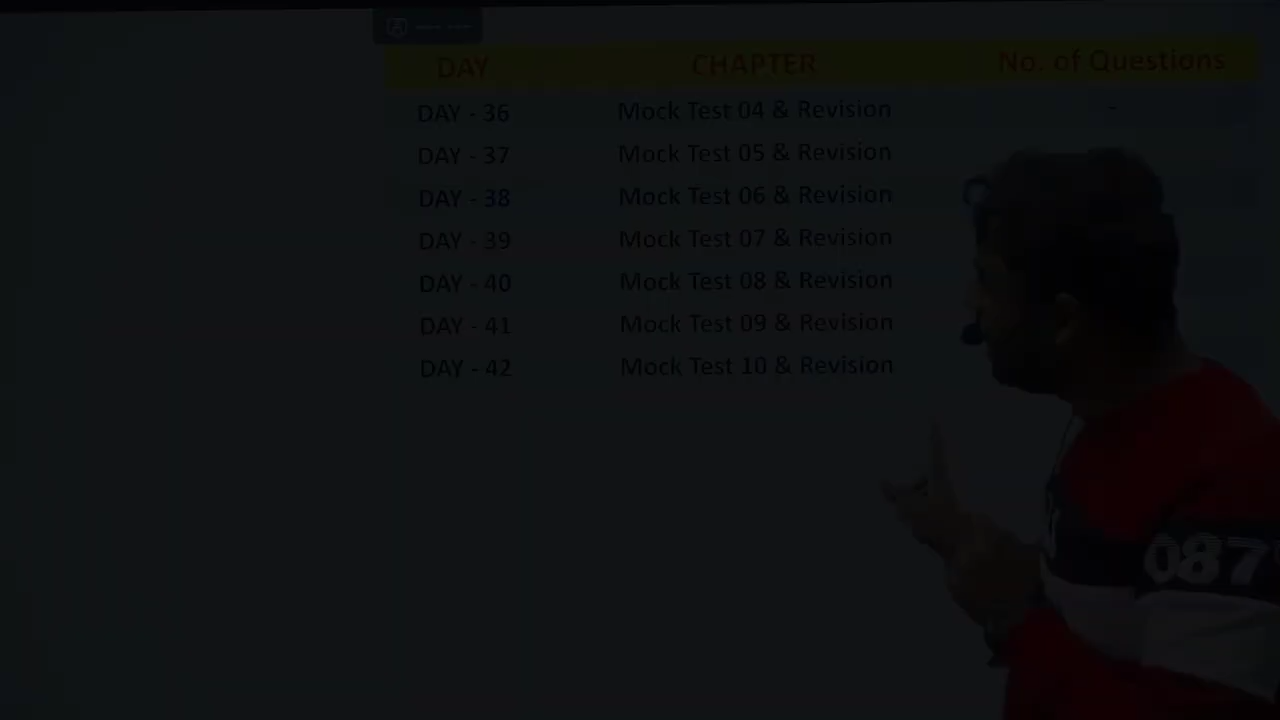 DAY CHAPTER No. of Questions
DAY - 36 Mock Test 04 & Revision -
DAY - 37 Mock Test 05 & Revision
DAY - 38 Mock Test 06 & Revision
DAY - 39 Mock Test 07 & Revision
DAY - 40 Mock Test 08 & Revision
DAY - 41 Mock Test 09 & Revision
DAY - 42 Mock Test 10 & Revision
087